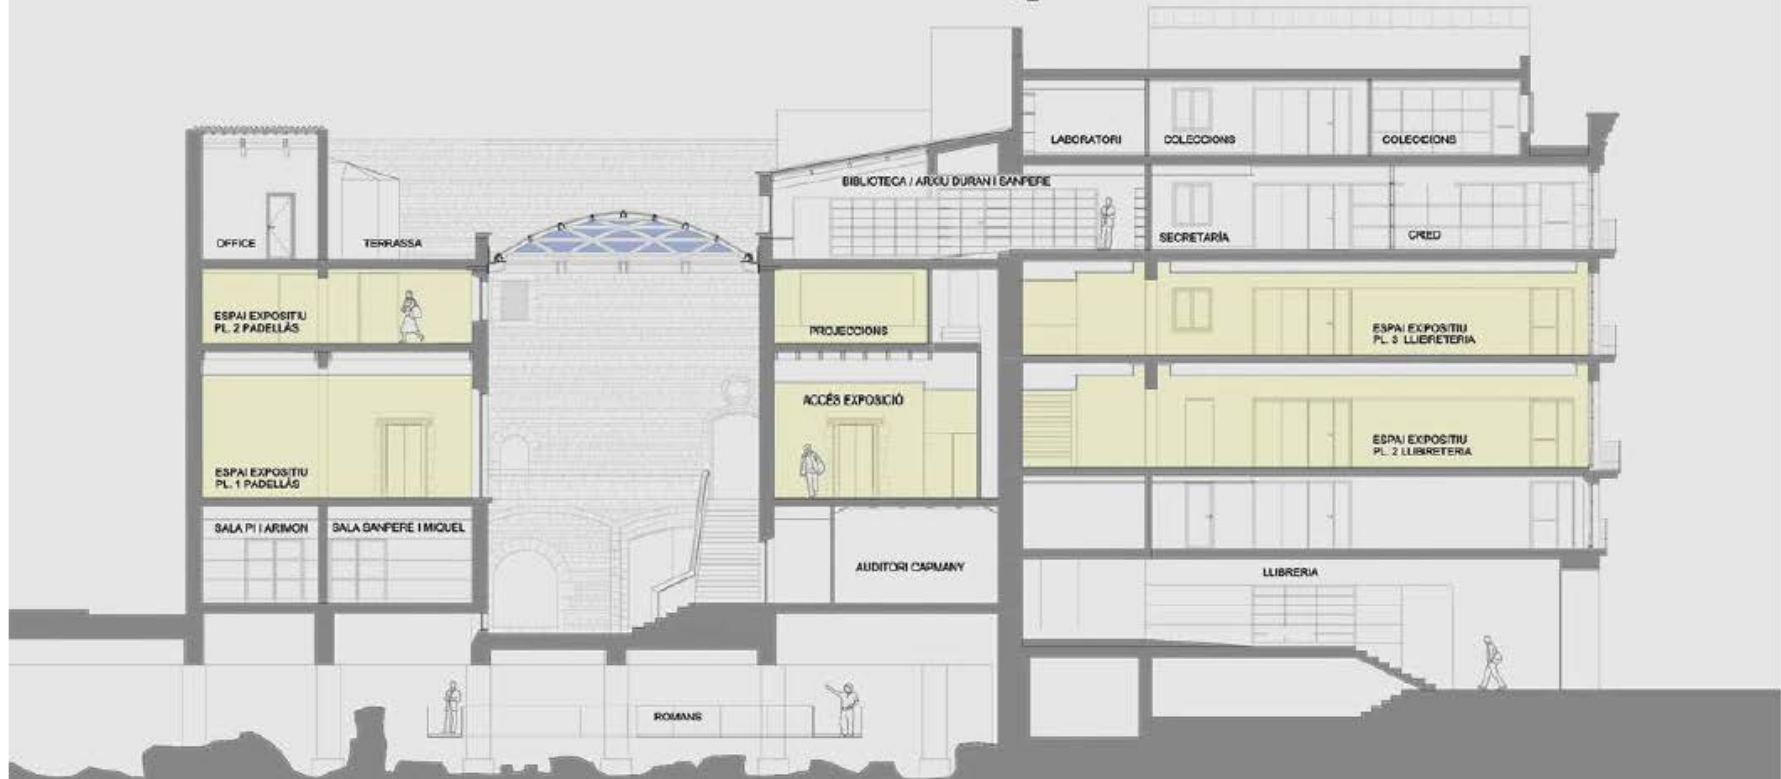 LABORATORI
COLECCIONS
COLECCIONS
BIBLIOTECA / ARXIU DURAN I SANPERE
OFFICE
TERRASSA
SECRETARÍA
CRED
ESPAI EXPOSITIU
PL. 2 PADELLÀS
PROJECCIONS
ESPAI EXPOSITIU
PL. 3 LLIBRETERIA
ACCÉS EXPOSICIÓ
ESPAI EXPOSITIU
PL. 1 PADELLÀS
ESPAI EXPOSITIU
PL. 2 LLIBRETERIA
SALA PI I ARIMON
SALA SANPERE I MIQUEL
AUDITORI CAPMANY
LLIBRERIA
ROMANS